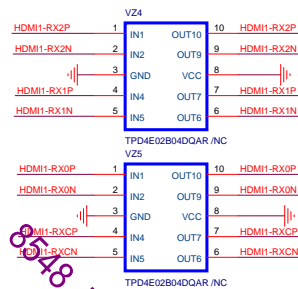 VZ4
HDMI1-RX2P 1 IN1 OUT10 10 HDMI1-RX2P
HDMI1-RX2N 2 IN2 OUT9 9 HDMI1-RX2N
3 GND VCC 8
HDMI1-RX1P 4 IN4 OUT7 7 HDMI1-RX1P
HDMI1-RX1N 5 IN5 OUT6 6 HDMI1-RX1N
TPD4E02B04DQAR /NC
VZ5
HDMI1-RX0P 1 IN1 OUT10 10 HDMI1-RX0P
HDMI1-RX0N 2 IN2 OUT9 9 HDMI1-RX0N
3 GND VCC 8
HDMI1-RXCP 4 IN4 OUT7 7 HDMI1-RXCP
HDMI1-RXCN 5 IN5 OUT6 6 HDMI1-RXCN
TPD4E02B04DQAR /NC
8548